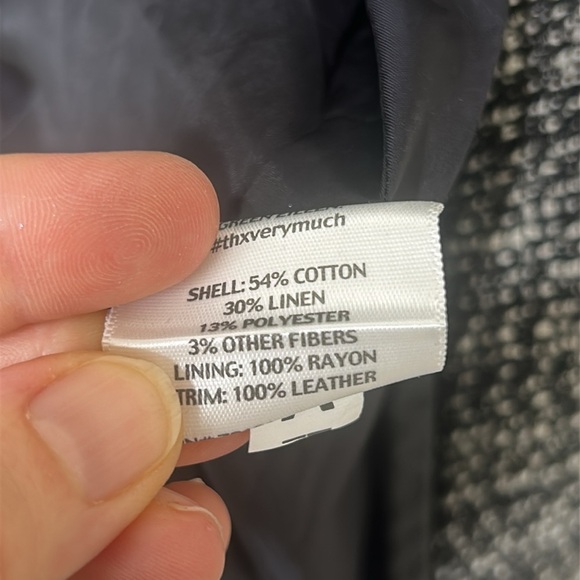 #thxverymuch
SHELL: 54% COTTON
30% LINEN
13% POLYESTER
3% OTHER FIBERS
LINING: 100% RAYON
TRIM: 100% LEATHER